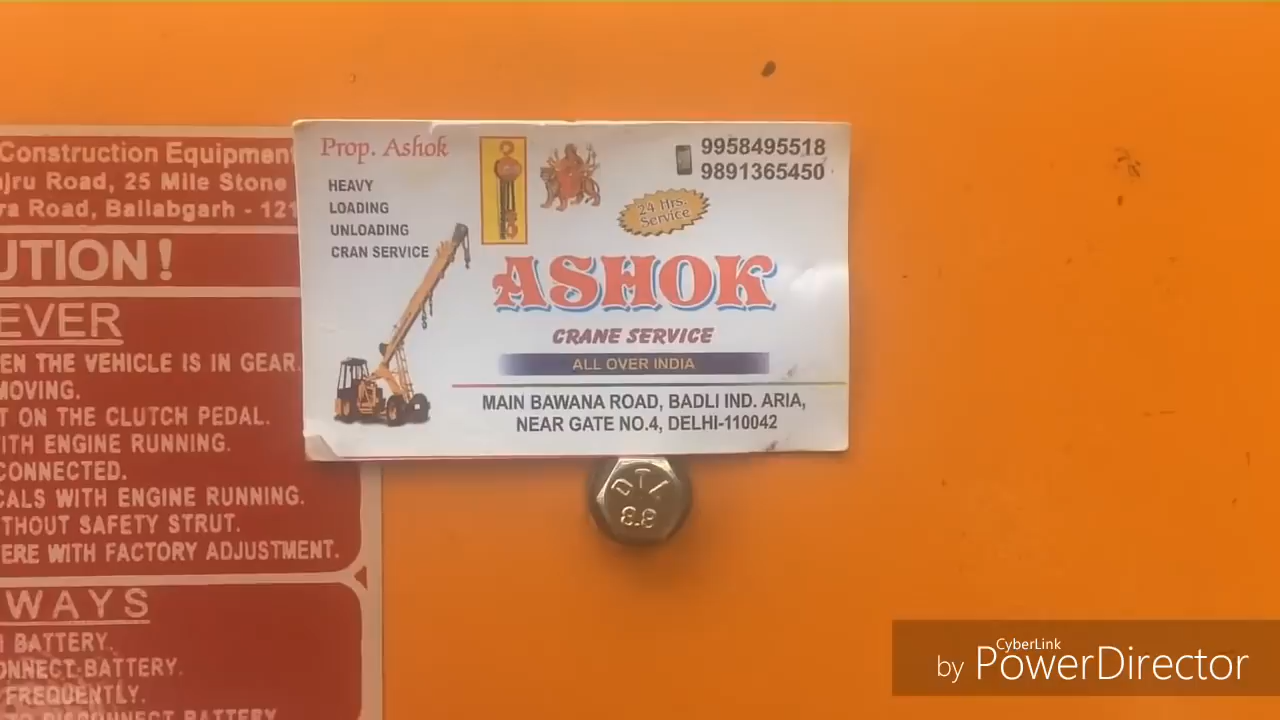 Construction Equipment
Road, 25 Mile Stone
Road, Ballabgarh - 121
UTION!
EVER
EN THE VEHICLE IS IN GEAR.
MOVING.
T ON THE CLUTCH PEDAL.
ITH ENGINE RUNNING.
CONNECTED.
CALS WITH ENGINE RUNNING.
THOUT SAFETY STRUT.
ERE WITH FACTORY ADJUSTMENT.
WAYS
BATTERY.
ONNECT BATTERY.
FREQUENTLY.
TO DISCONNECT BATTERY
Prop. Ashok
9958495518
9891365450
HEAVY
LOADING
UNLOADING
CRAN SERVICE
24 Hrs.
Service
ASHOK
CRANE SERVICE
ALL OVER INDIA
MAIN BAWANA ROAD, BADLI IND. ARIA,
NEAR GATE NO.4, DELHI-110042
8.8
by CyberLink PowerDirector